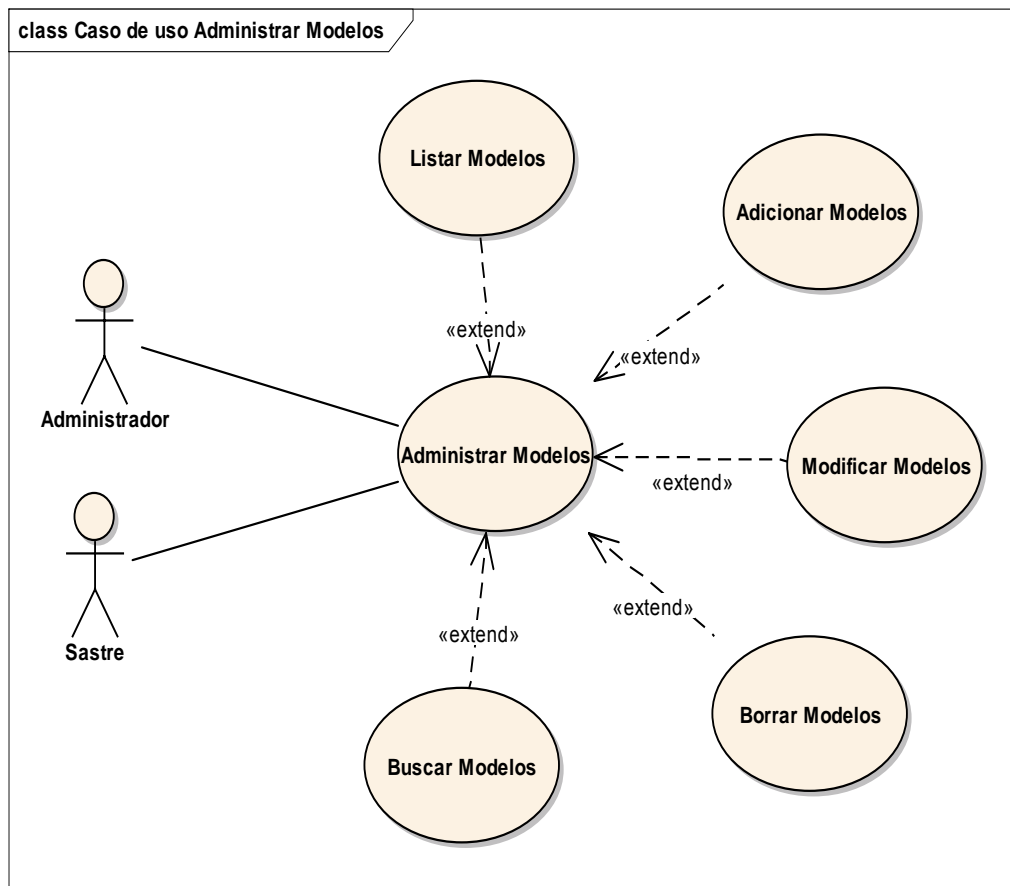 class Caso de uso Administrar Modelos
Listar Modelos
Adicionar Modelos
«extend»
«extend»
Administrador
Administrar Modelos
Modificar Modelos
«extend»
Sastre
«extend»
«extend»
Borrar Modelos
Buscar Modelos